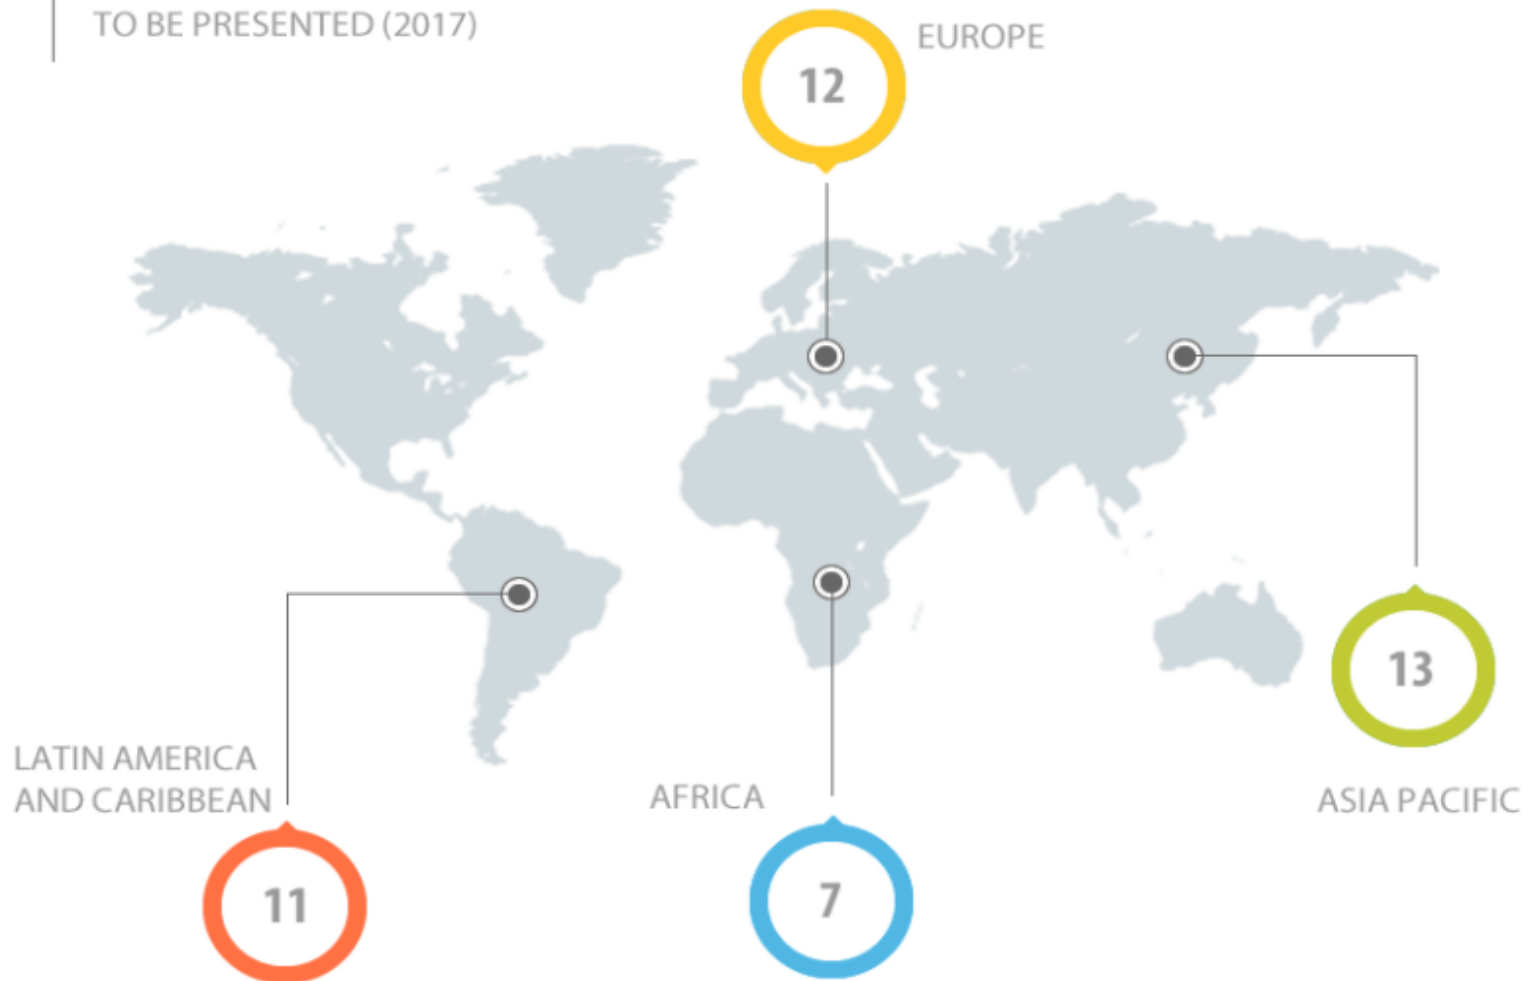 TO BE PRESENTED (2017)
EUROPE
12
13
ASIA PACIFIC
LATIN AMERICA
AND CARIBBEAN
11
AFRICA
7